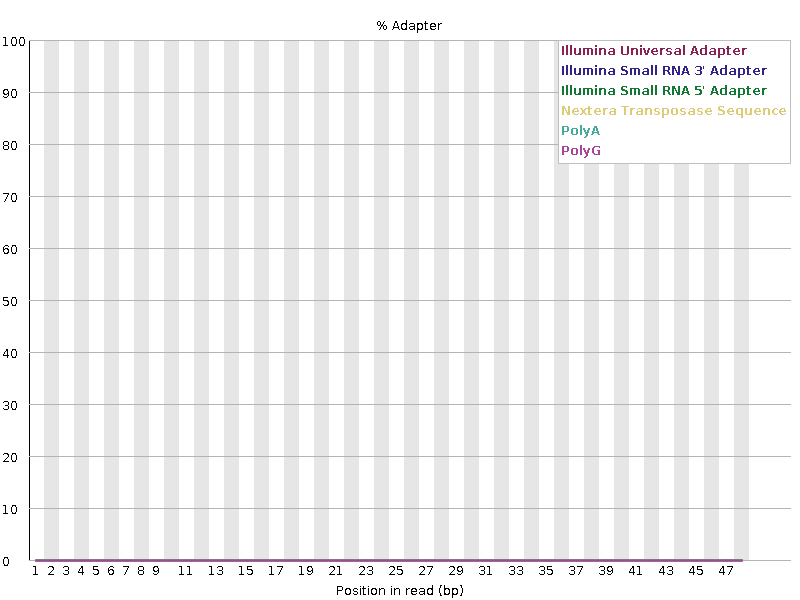 % Adapter
100
90
80
70
60
50
40
30
20
10
0
Illumina Universal Adapter
Illumina Small RNA 3' Adapter
Illumina Small RNA 5' Adapter
Nextera Transposase Sequence
PolyA
PolyG
1 2 3 4 5 6 7 8 9 11 13 15 17 19 21 23 25 27 29 31 33 35 37 39 41 43 45 47
Position in read (bp)